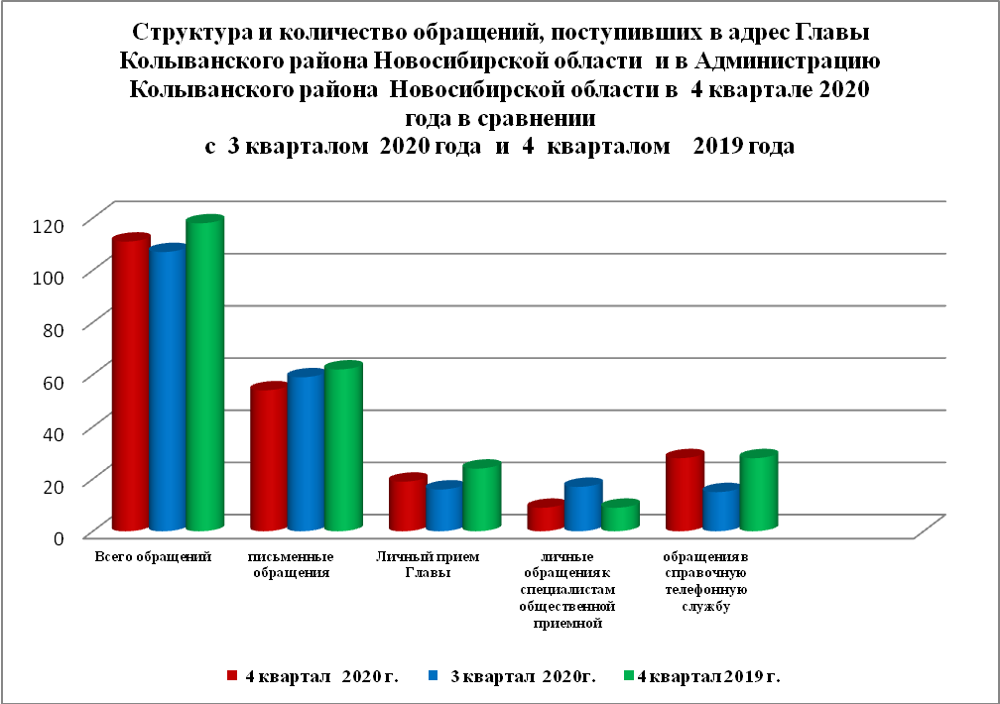 Структура и количество обращений, поступивших в адрес Главы
Колыванского района Новосибирской области и в Администрацию
Колыванского района Новосибирской области в 4 квартале 2020
года в сравнении
с 3 кварталом 2020 года и 4 кварталом 2019 года
120
100
80
60
40
20
0
Всего обращений
письменные
обращения
Личный прием
Главы
личные
обращения к
специалистам
общественной
приемной
обращения в
справочную
телефонную
службу
4 квартал 2020 г.
3 квартал 2020г.
4 квартал 2019 г.